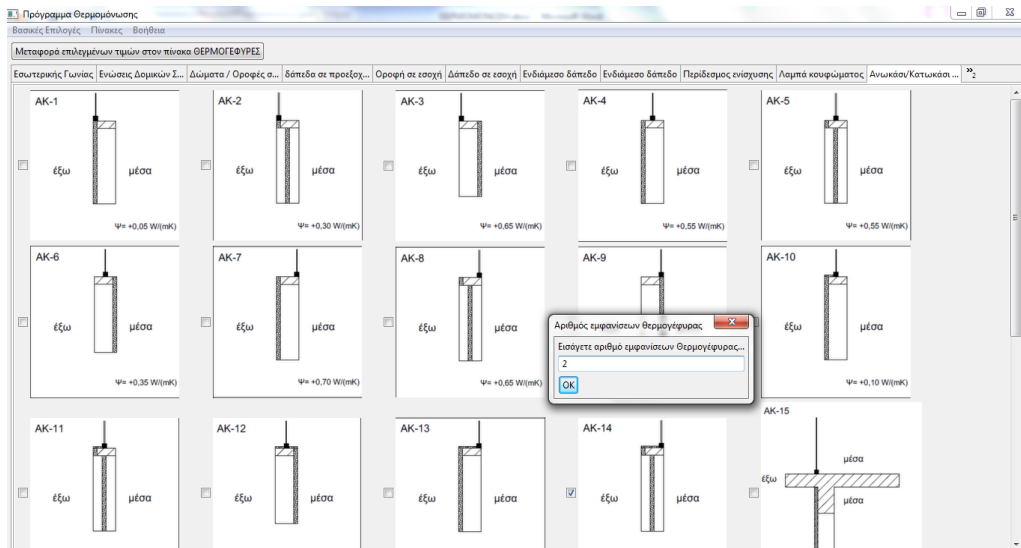 Πρόγραμμα Θερμομόνωσης
Βασικές Επιλογές Πίνακες Βοήθεια
Μεταφορά επιλεγμένων τιμών στον πίνακα ΘΕΡΜΟΓΕΦΥΡΕΣ
Εσωτερικής Γωνίας Ενώσεις Δομικών Σ... Δώματα / Οροφές σ... δάπεδα σε προεξοχ... Οροφή σε εσοχή Δάπεδο σε εσοχή Ενδιάμεσο δάπεδο Ενδιάμεσο δάπεδο Περίδεσμος ενίσχυσης Λαμπά κουφώματος Ανωκάσι/Κατωκάσι ... »2
AK-1 AK-2 AK-3 AK-4 AK-5
έξω μέσα έξω μέσα έξω μέσα έξω μέσα έξω μέσα
Ψ= +0,05 W/(mK) Ψ= +0,30 W/(mK) Ψ= +0,65 W/(mK) Ψ= +0,55 W/(mK) Ψ= +0,55 W/(mK)
AK-6 AK-7 AK-8 AK-9 AK-10
Αριθμός εμφανίσεων θερμογέφυρας
Εισάγετε αριθμό εμφανίσεων Θερμογέφυρας...
2
OK
έξω μέσα έξω μέσα έξω μέσα έξω μέσα
Ψ= +0,35 W/(mK) Ψ= +0,70 W/(mK) Ψ= +0,65 W/(mK) Ψ= +0,10 W/(mK)
AK-11 AK-12 AK-13 AK-14 AK-15
μέσα
έξω
μέσα
έξω μέσα έξω μέσα έξω μέσα έξω μέσα